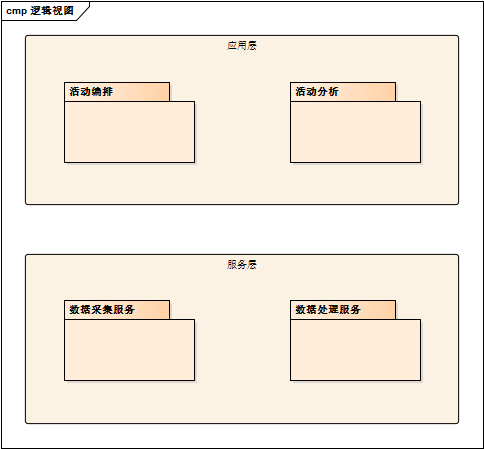 cmp 逻辑视图
应用层
活动编排
活动分析
服务层
数据采集服务
数据处理服务